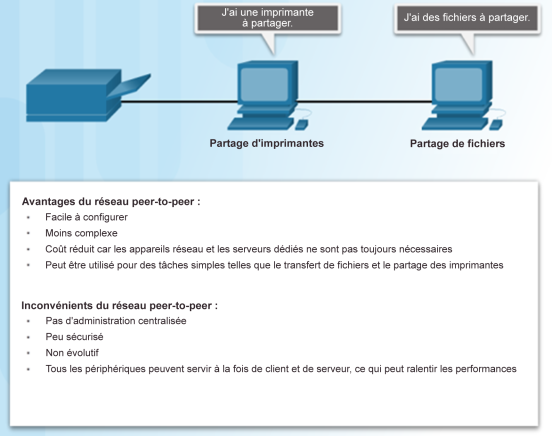 J'ai une imprimante
à partager.
J'ai des fichiers à partager.
Partage d'imprimantes
Partage de fichiers
Avantages du réseau peer-to-peer :
• Facile à configurer
• Moins complexe
• Coût réduit car les appareils réseau et les serveurs dédiés ne sont pas toujours nécessaires
• Peut être utilisé pour des tâches simples telles que le transfert de fichiers et le partage des imprimantes
Inconvénients du réseau peer-to-peer :
• Pas d'administration centralisée
• Peu sécurisé
• Non évolutif
• Tous les périphériques peuvent servir à la fois de client et de serveur, ce qui peut ralentir les performances